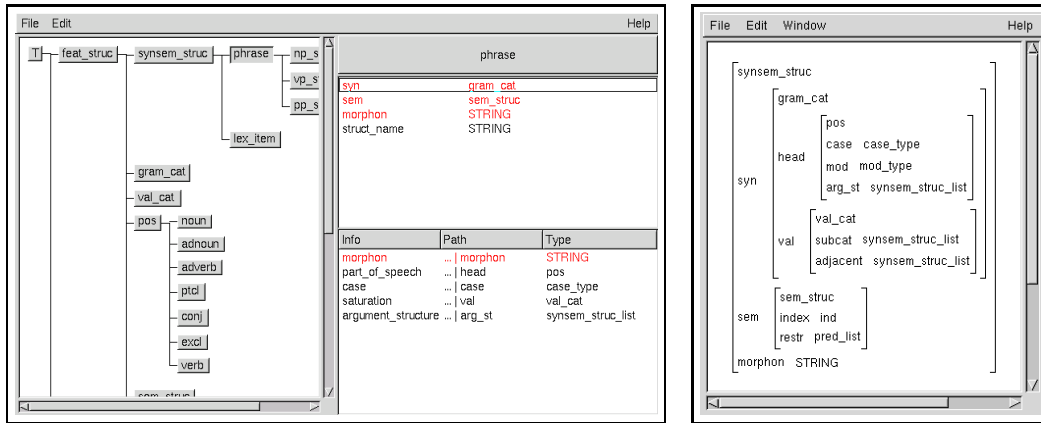 File Edit Help
T feat_struc synsem_struc phrase np_s
vp_s
pp_s
lex_item
gram_cat
val_cat
pos noun
adnoun
adverb
ptcl
conj
excl
verb
sem_struc
phrase
syn gram_cat
sem sem_struc
morphon STRING
struct_name STRING
Info Path Type
morphon ...| morphon STRING
part_of_speech ...| head pos
case ...| case case_type
saturation ...| val val_cat
argument_structure ...| arg_st synsem_struc_list
File Edit Window Help
synsem_struc
gram_cat
pos
case case_type
head
mod mod_type
arg_st synsem_struc_list
syn
val_cat
val subcat synsem_struc_list
adjacent synsem_struc_list
sem_struc
sem index ind
restr pred_list
morphon STRING